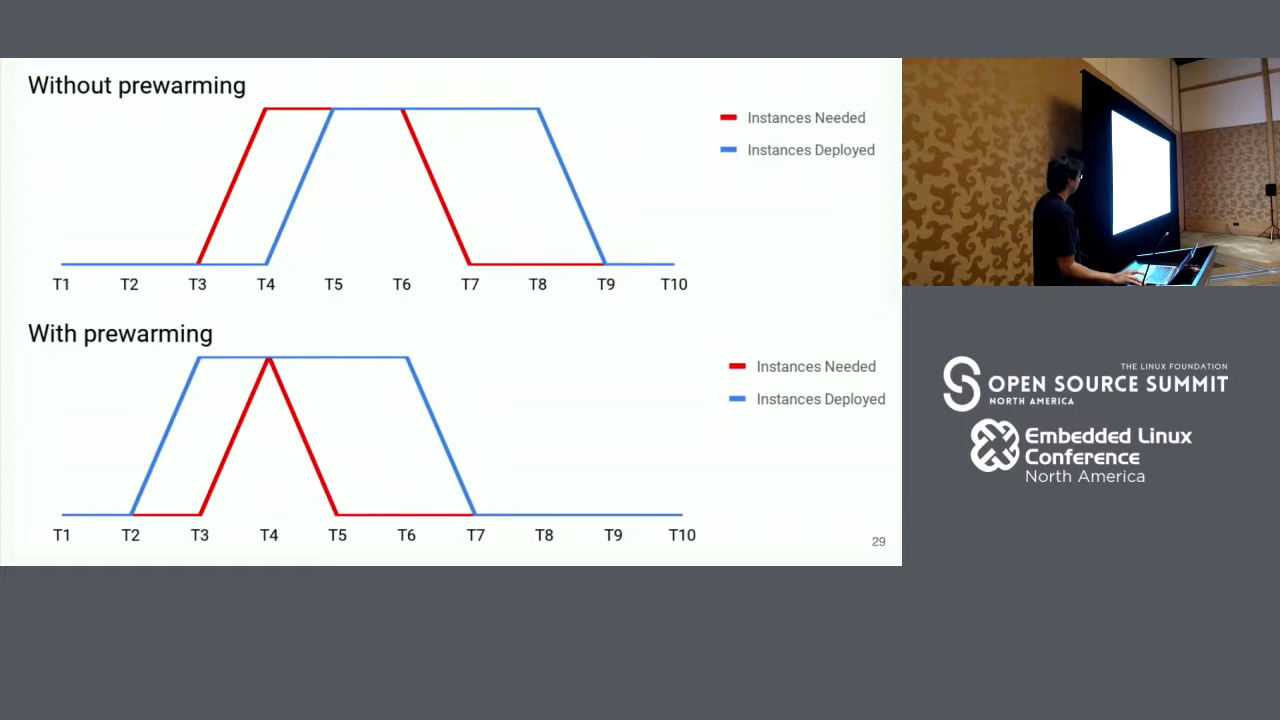 Without prewarming
Instances Needed
Instances Deployed
T1 T2 T3 T4 T5 T6 T7 T8 T9 T10
With prewarming
Instances Needed
Instances Deployed
T1 T2 T3 T4 T5 T6 T7 T8 T9 T10
29
THE LINUX FOUNDATION
OPEN SOURCE SUMMIT
NORTH AMERICA
Embedded Linux
Conference
North America